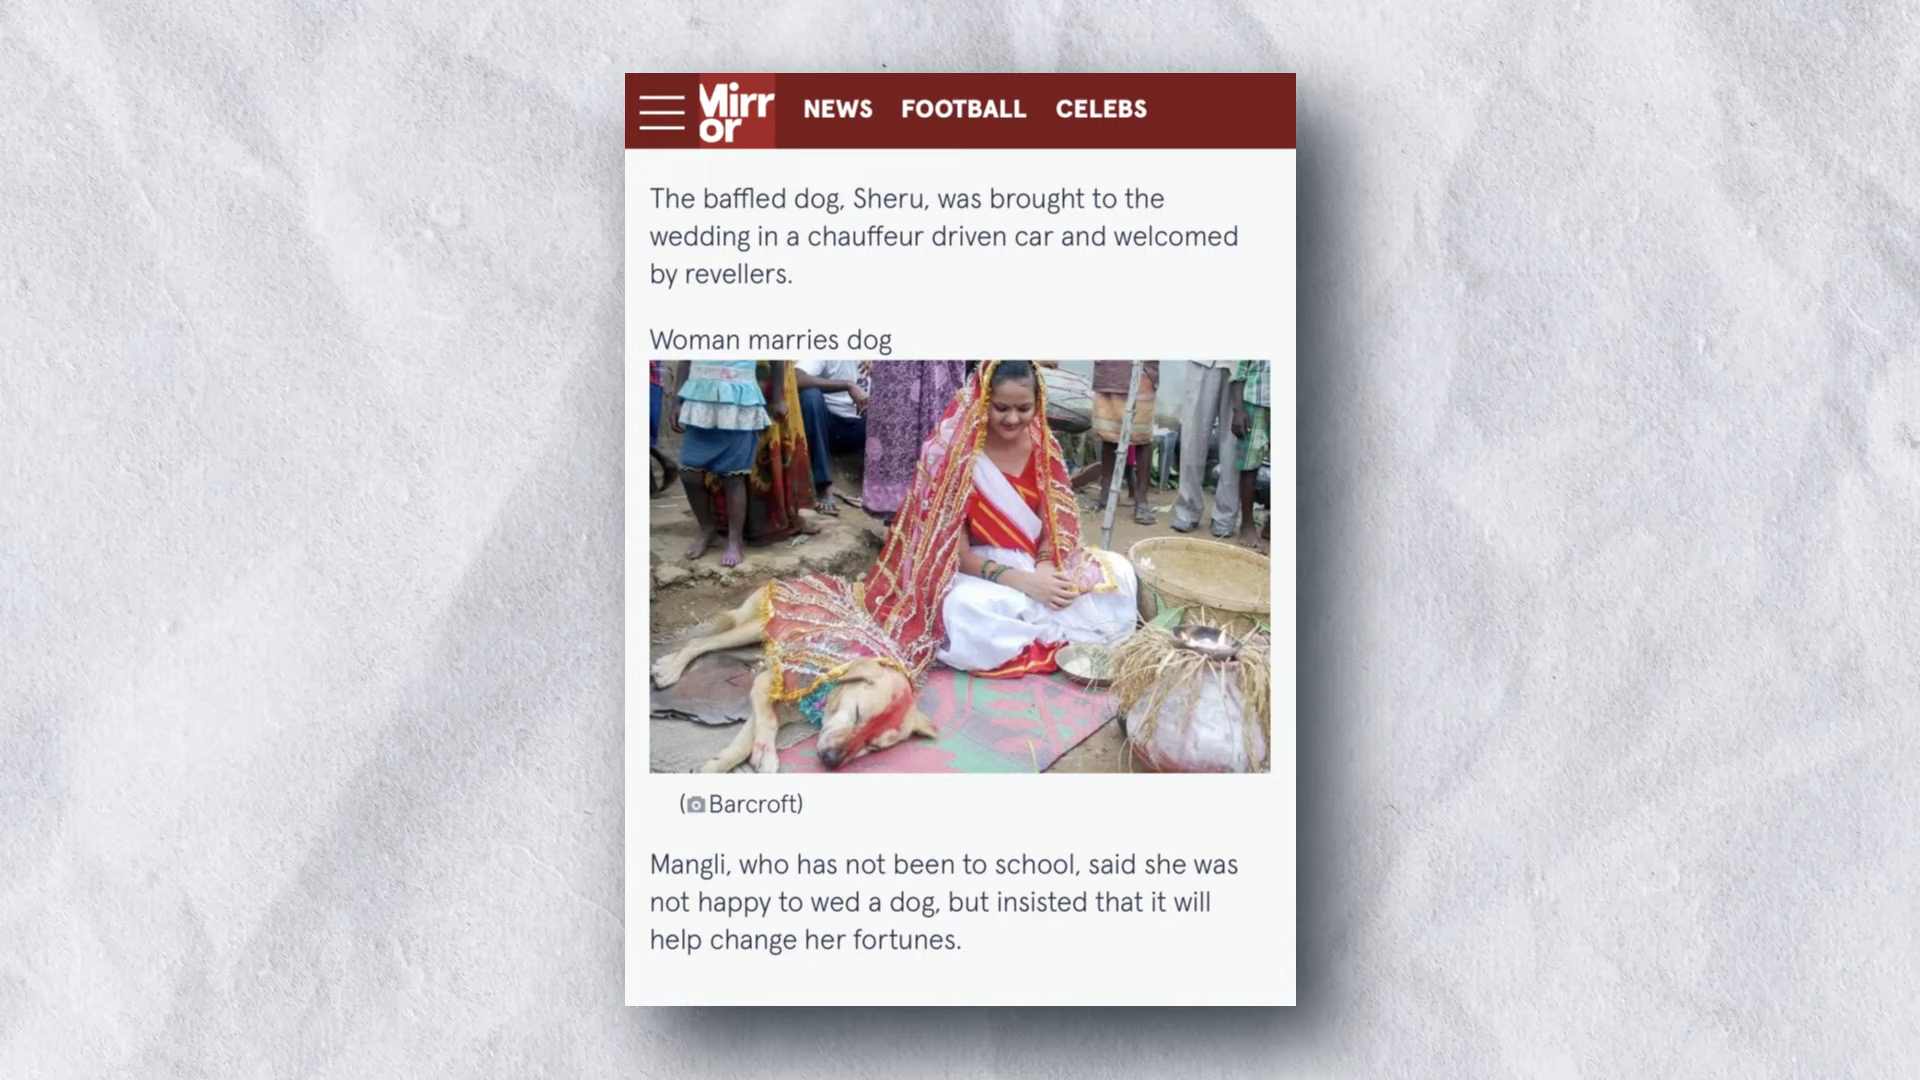 Mirr
or
NEWS FOOTBALL CELEBS
The baffled dog, Sheru, was brought to the
wedding in a chauffeur driven car and welcomed
by revellers.
Woman marries dog
(Barcroft)
Mangli, who has not been to school, said she was
not happy to wed a dog, but insisted that it will
help change her fortunes.